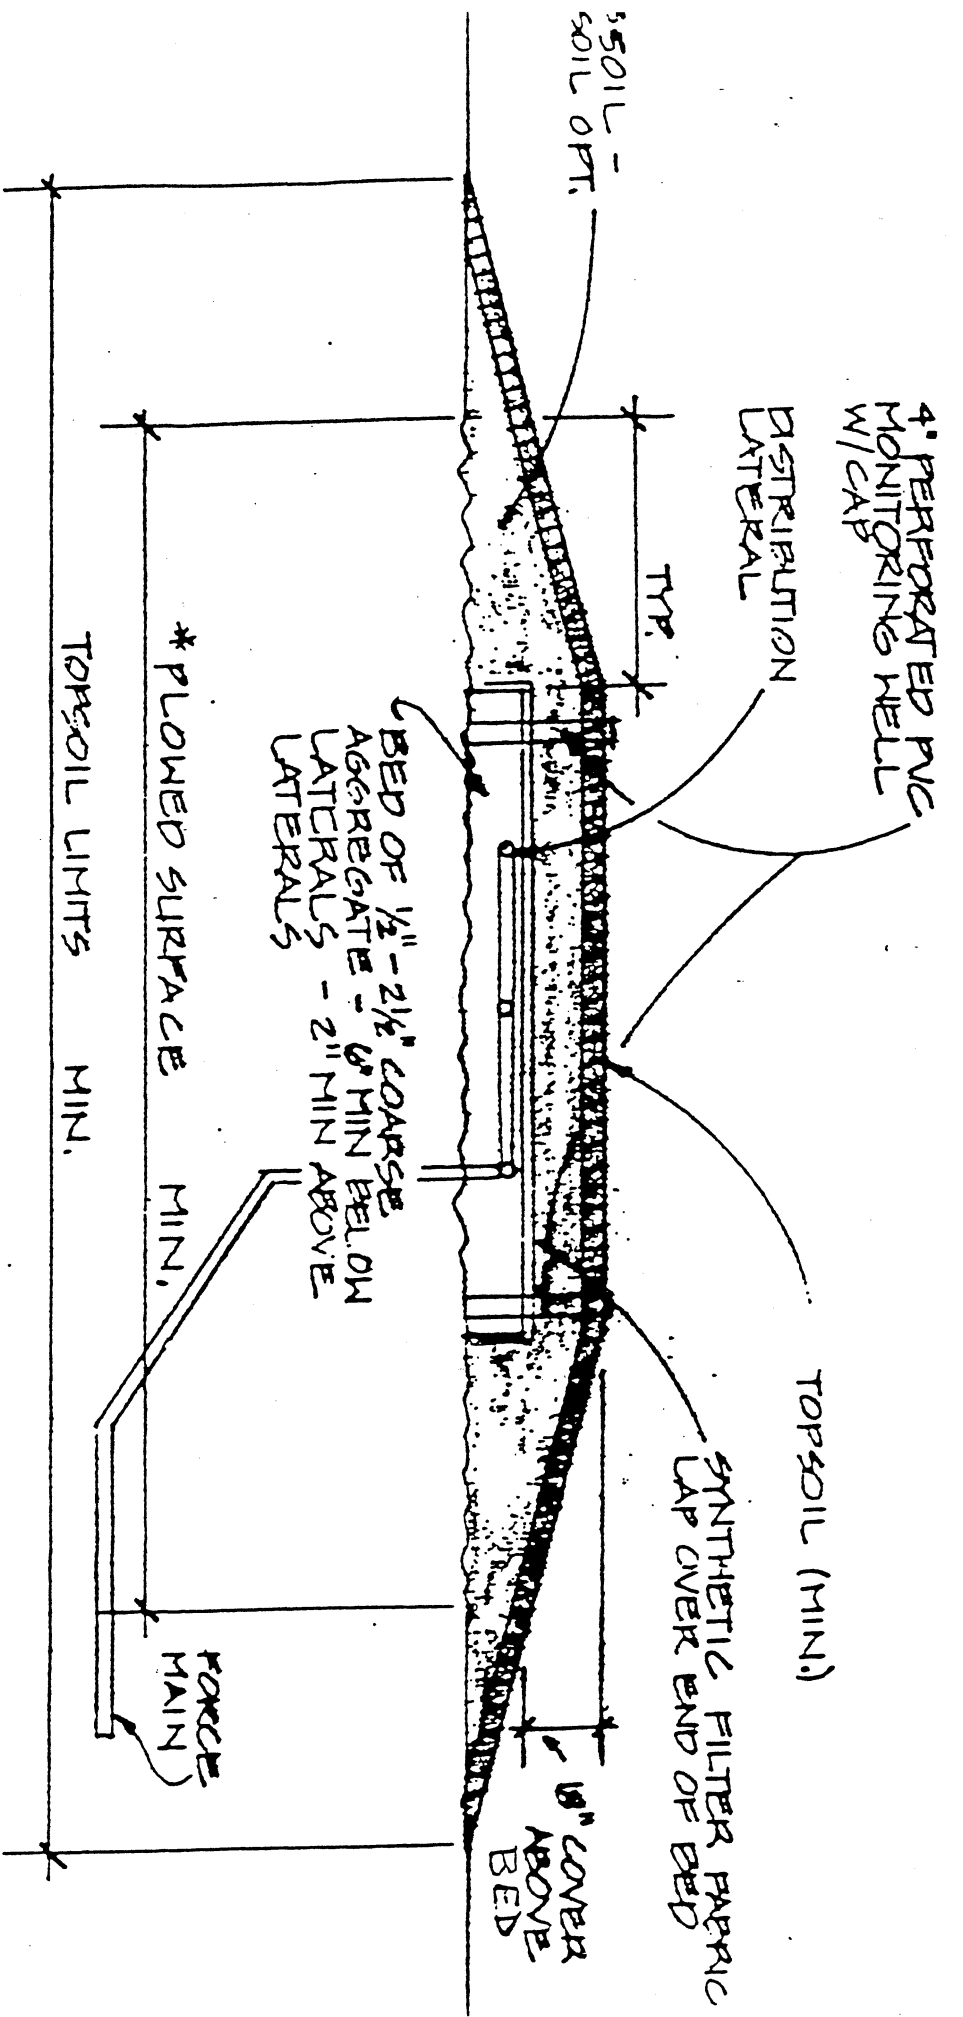 4" PERFORATED PVC
MONITORING WELL
W/CAP
DISTRIBUTION
LATERAL
TYP.
SOIL -
SOIL OPT.
TOPSOIL (MIN.)
SYNTHETIC FILTER FABRIC
LAP OVER END OF BED
COVER
ABOVE
BED
BED OF 1/2" - 2 1/2" COARSE
AGGREGATE - 6" MIN BELOW
LATERALS - 2" MIN ABOVE
LATERALS
FORCE
MAIN
* PLOWED SURFACE MIN.
TOPSOIL LIMITS MIN.